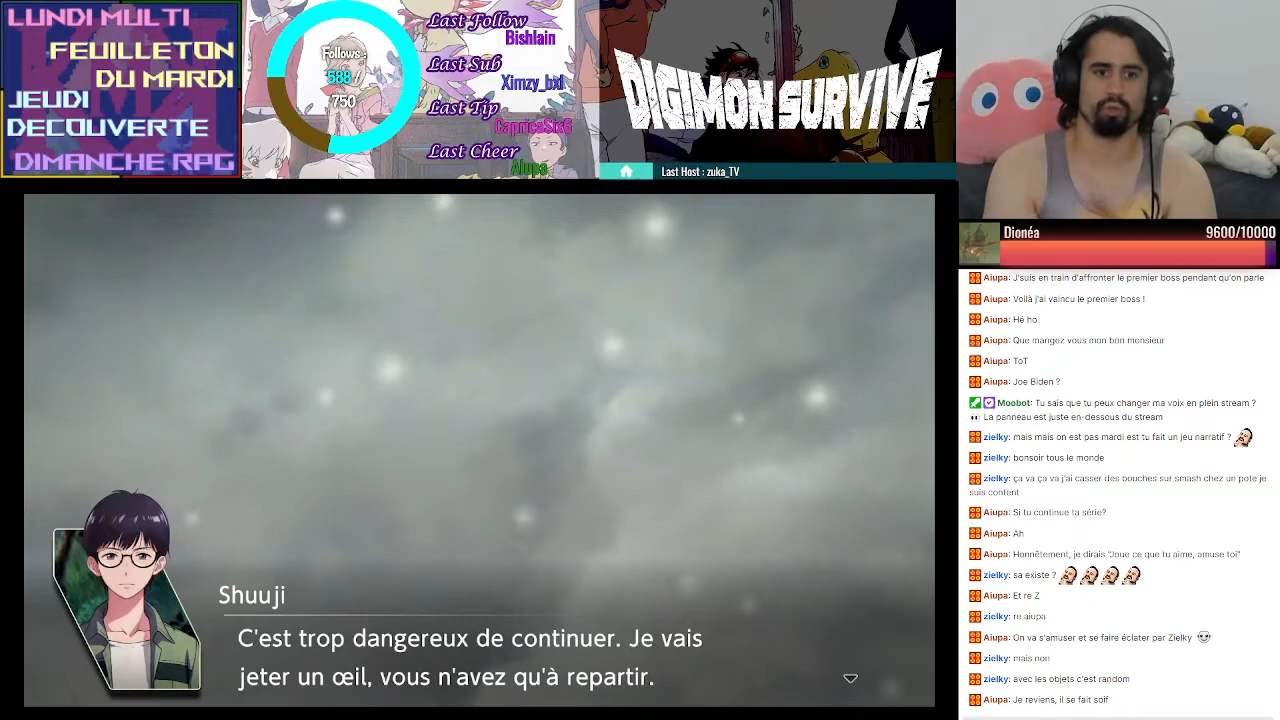 LUNDI MULTI
FEUILLETON
DU MARDI
JEUDI
DECOUVERTE
DIMANCHE RPG
Follows :
588 /
750
Last Follow
Bishlain
Last Sub
Ximzy_bxl
Last Tip
CapricaSix6
Last Cheer
Aiupa
DIGIMON SURVIVE
Last Host : zuka_TV
Dionéa 9600/10000
Aiupa: J'suis en train d'affronter le premier boss pendant qu'on parle
Aiupa: Voilà j'ai vaincu le premier boss !
Aiupa: Hé ho
Aiupa: Que mangez vous mon bon monsieur
Aiupa: ToT
Aiupa: Joe Biden ?
Moobot: Tu sais que tu peux changer ma voix en plein stream ?
La panneau est juste en-dessous du stream
zielky: mais mais on est pas mardi est tu fait un jeu narratif ?
zielky: bonsoir tous le monde
zielky: ça va ça va j'ai casser des bouches sur smash chez un pote je
suis content
Aiupa: Si tu continue ta série?
Aiupa: Ah
Aiupa: Honnêtement, je dirais "Joue ce que tu aime, amuse toi"
zielky: sa existe ?
Aiupa: Et re Z
zielky: re aiupa
Aiupa: On va s'amuser et se faire éclater par Zielky
zielky: mais non
zielky: avec les objets c'est random
Aiupa: Je reviens, il se fait soif
Shuuji
C'est trop dangereux de continuer. Je vais
jeter un œil, vous n'avez qu'à repartir.